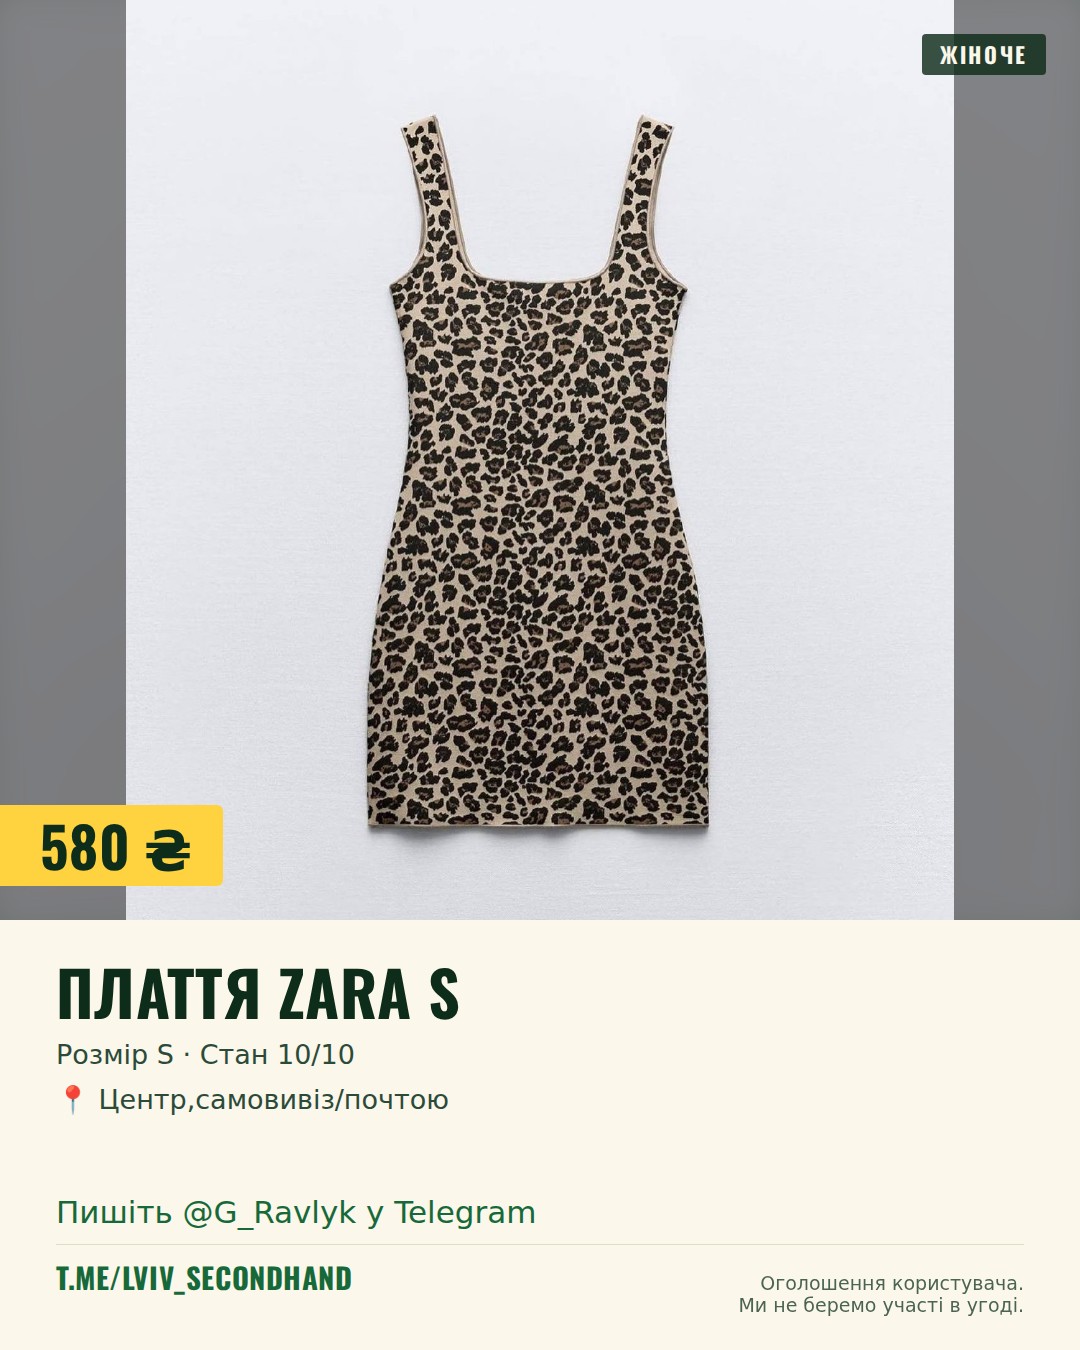 ЖІНОЧЕ
580 ₴
ПЛАТТЯ ZARA S
Розмір S · Стан 10/10
📍 Центр,самовивіз/почтою
Пишіть @G_Ravlyk у Telegram
T.ME/LVIV_SECONDHAND
Оголошення користувача.
Ми не беремо участі в угоді.